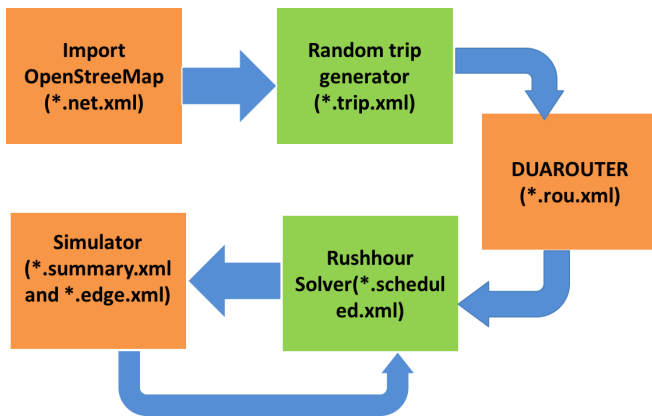 Import
OpenStreeMap
(*.net.xml)
Random trip
generator
(*.trip.xml)
DUAROUTER
(*.rou.xml)
Rushhour
Solver(*.schedul
ed.xml)
Simulator
(*.summary.xml
and *.edge.xml)